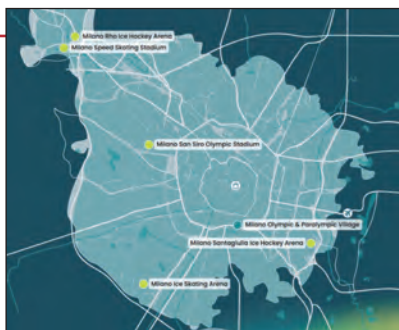 Milano Rho Ice Hockey Arena
Milano Speed Skating Stadium
Milano San Siro Olympic Stadium
Milano Olympic & Paralympic Village
Milano Santagiulia Ice Hockey Arena
Milano Ice Skating Arena